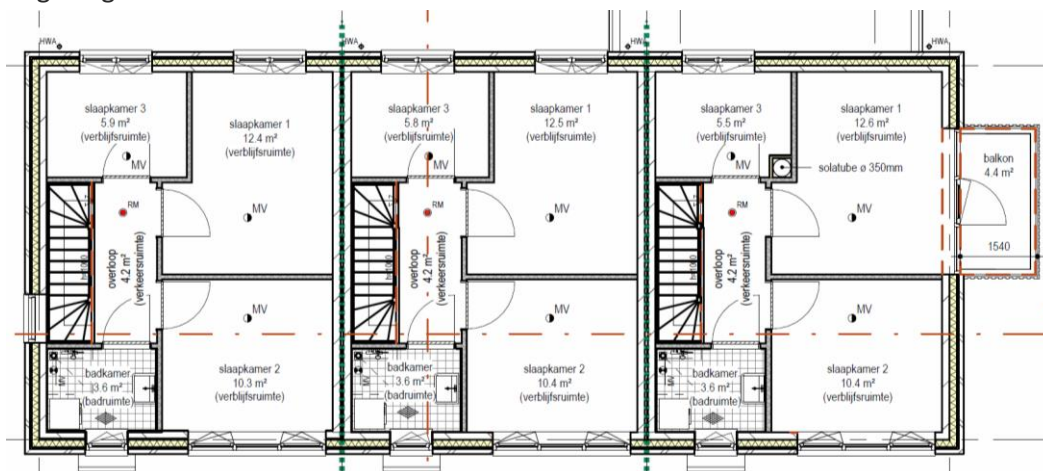 HWA
HWA
HWA
HWA
slaapkamer 3
5.9 m²
(verblijfsruimte)
MV
slaapkamer 1
12.4 m²
(verblijfsruimte)
MV
RM
overloop
4.2 m²
(verkeersruimte)
MV
badkamer
3.6 m²
(badruimte)
MV
slaapkamer 2
10.3 m²
(verblijfsruimte)
slaapkamer 3
5.8 m²
(verblijfsruimte)
MV
slaapkamer 1
12.5 m²
(verblijfsruimte)
MV
RM
overloop
4.2 m²
(verkeersruimte)
MV
badkamer
3.6 m²
(badruimte)
MV
slaapkamer 2
10.4 m²
(verblijfsruimte)
slaapkamer 3
5.5 m²
(verblijfsruimte)
MV
solatube ø 350mm
slaapkamer 1
12.6 m²
(verblijfsruimte)
MV
RM
overloop
4.2 m²
(verkeersruimte)
MV
badkamer
3.6 m²
(badruimte)
MV
slaapkamer 2
10.4 m²
(verblijfsruimte)
balkon
4.4 m²
1540